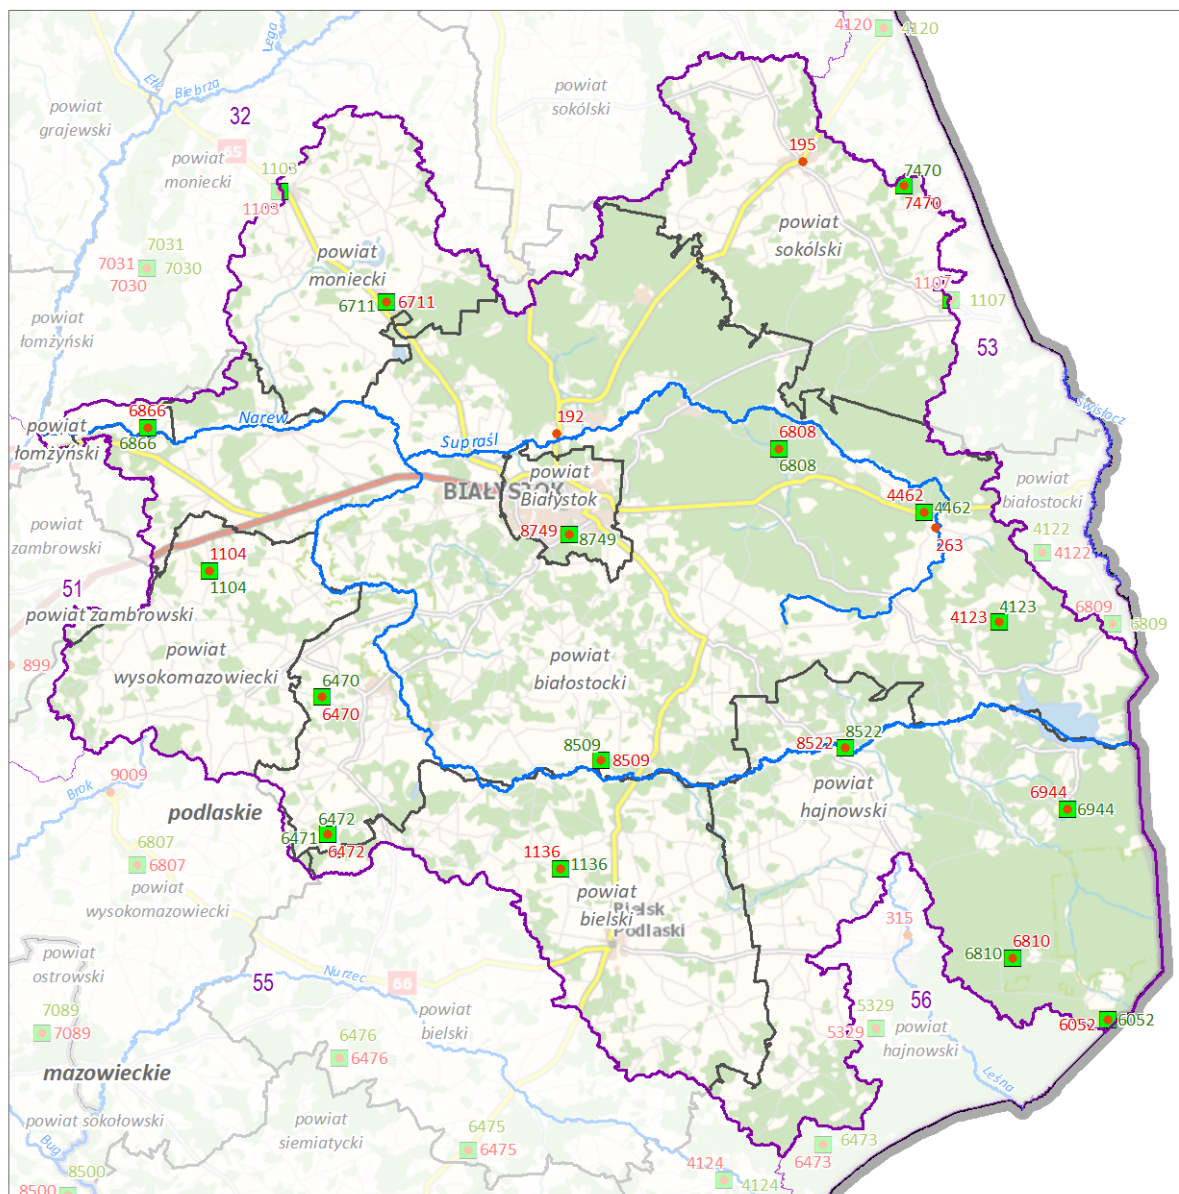 4120
4120
Lega
Ełk
Biebrza
powiat
grajewski
32
65
powiat
moniecki
powiat
sokólski
195
1103
1103
7470
7470
powiat
sokólski
powiat
moniecki
7031
7031
7030
7030
6711
6711
1107
1107
powiat
łomżyński
53
Świsłocz
6866
6866
Narew
powiat
łomżyński
Supraśl
192
6808
6808
powiat
Białystok
BIAŁYSTOK
powiat
białostocki
4462
4462
263
8749
8749
powiat
zambrowski
4122
4122
1104
1104
51
powiat zambrowski
4123
4123
6809
6809
899
powiat
wysokomazowiecki
powiat
białostocki
6470
6470
8509
8509
8522
8522
Brok
9009
powiat
hajnowski
podlaskie
6944
6944
6472
6471
6472
6807
6807
1136
1136
powiat
wysokomazowiecki
powiat
bielski
Bielsk
Podlaski
315
6810
6810
powiat
ostrowski
55
Nurzec
66
56
powiat
bielski
7089
7089
5329
5329
powiat
hajnowski
6052
6052
6476
6476
mazowieckie
Leśna
powiat sokołowski
powiat
siemiatycki
6475
6475
6473
6473
Bug
8500
8500
4124
4124